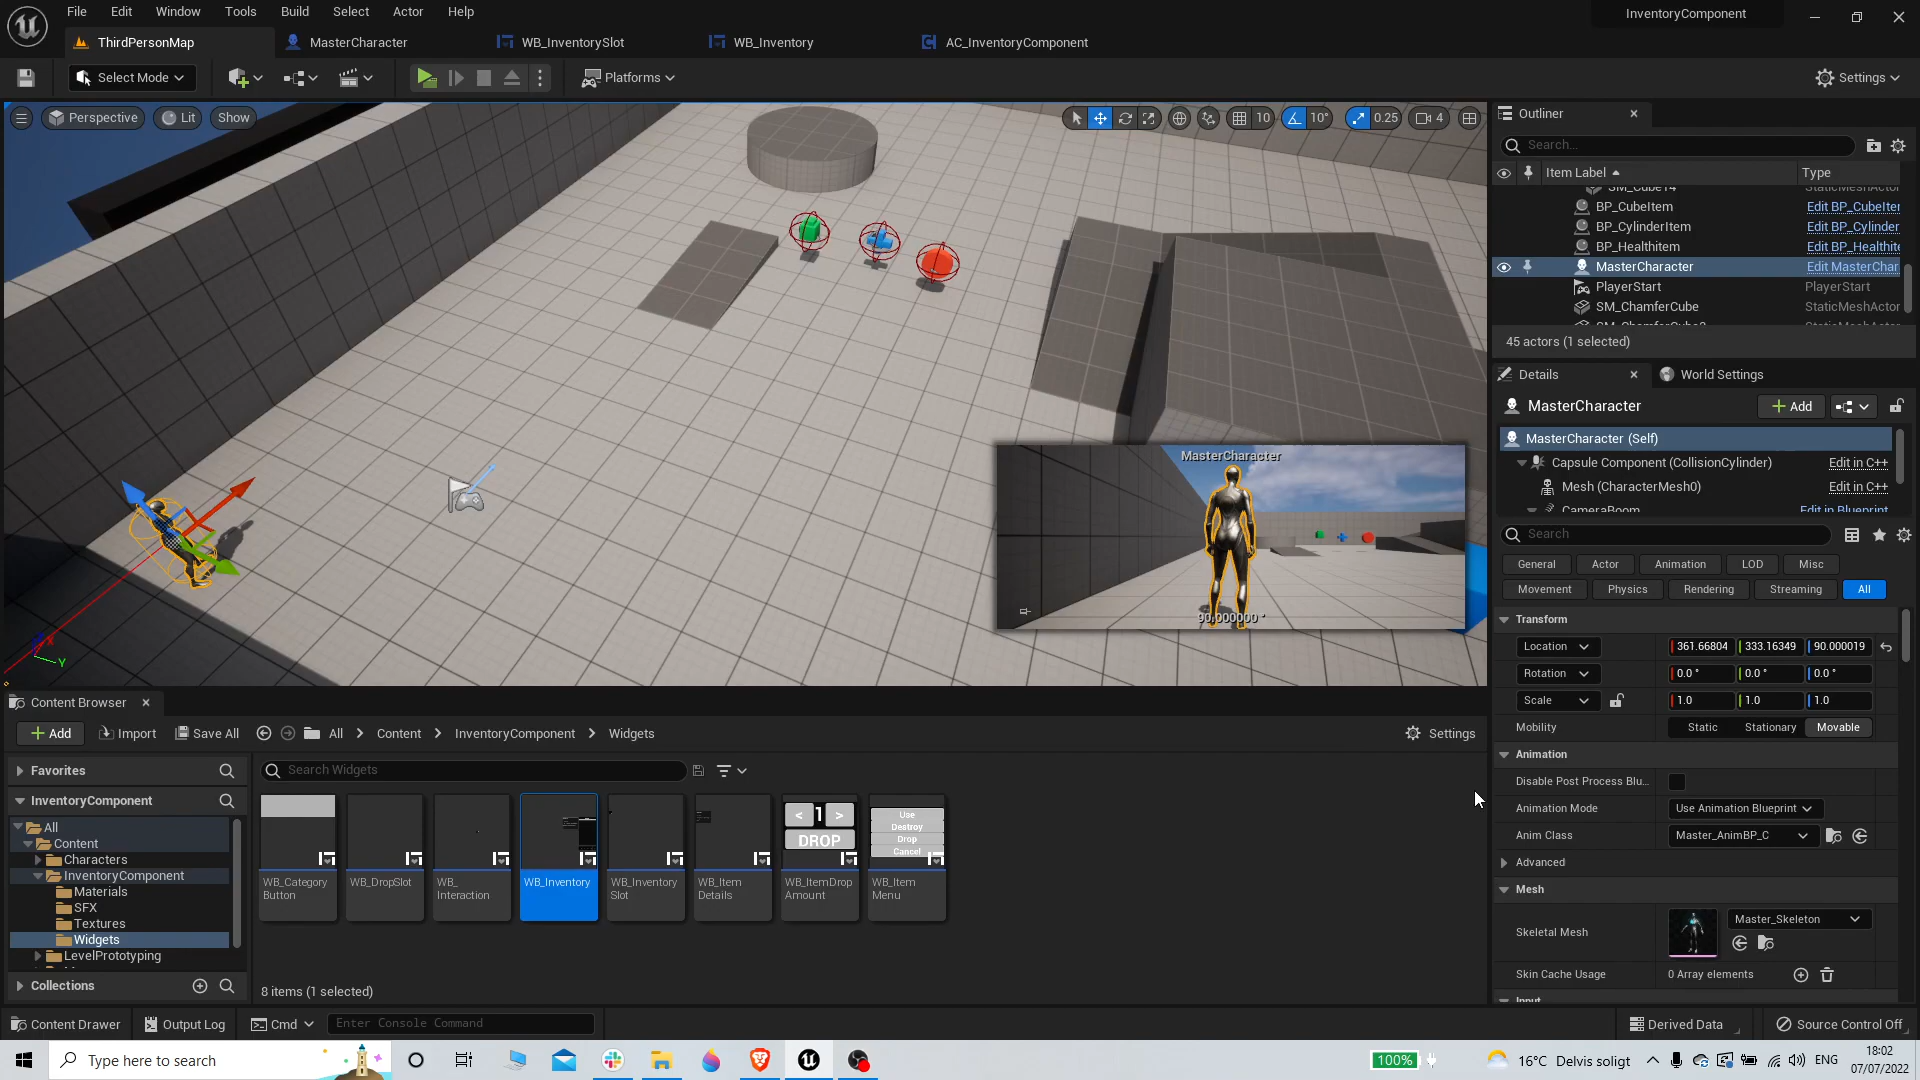 File Edit Window Tools Build Select Actor Help
InventoryComponent
ThirdPersonMap
MasterCharacter
WB_InventorySlot
WB_Inventory
AC_InventoryComponent
Select Mode
Platforms
Settings
Perspective
Lit
Show
10
10°
0.25
4
MasterCharacter
90.000000 °
Outliner
Search...
Item Label
Type
SM_Cube14
StaticMeshActor
BP_CubeItem
Edit BP_CubeIter
BP_CylinderItem
Edit BP_Cylinder
BP_Healthitem
Edit BP_Healthite
MasterCharacter
Edit MasterChar
PlayerStart
PlayerStart
SM_ChamferCube
StaticMeshActor
45 actors (1 selected)
Details
World Settings
MasterCharacter
Add
MasterCharacter (Self)
Capsule Component (CollisionCylinder)
Edit in C++
Mesh (CharacterMesh0)
Edit in C++
CameraBoom
Edit in Blueprint
Search
General
Actor
Animation
LOD
Misc
Movement
Physics
Rendering
Streaming
All
Transform
Location
361.66804
333.16349
90.000019
Rotation
0.0 °
0.0 °
0.0 °
Scale
1.0
1.0
1.0
Mobility
Static
Stationary
Movable
Animation
Disable Post Process Blu...
Animation Mode
Use Animation Blueprint
Anim Class
Master_AnimBP_C
Advanced
Mesh
Skeletal Mesh
Master_Skeleton
Skin Cache Usage
0 Array elements
Input
Content Browser
Add
Import
Save All
All
Content
InventoryComponent
Widgets
Settings
Favorites
InventoryComponent
All
Content
Characters
InventoryComponent
Materials
SFX
Textures
Widgets
LevelPrototyping
Collections
Search Widgets
WB_Category
Button
WB_DropSlot
WB_
Interaction
WB_Inventory
WB_Inventory
Slot
WB_Item
Details
< 1 >
DROP
WB_ItemDrop
Amount
Use
Destroy
Drop
Cancel
WB_Item
Menu
8 items (1 selected)
Content Drawer
Output Log
Cmd
Enter Console Command
Derived Data
Source Control Off
Type here to search
100%
16°C Delvis soligt
ENG
18:02
07/07/2022
X
Y